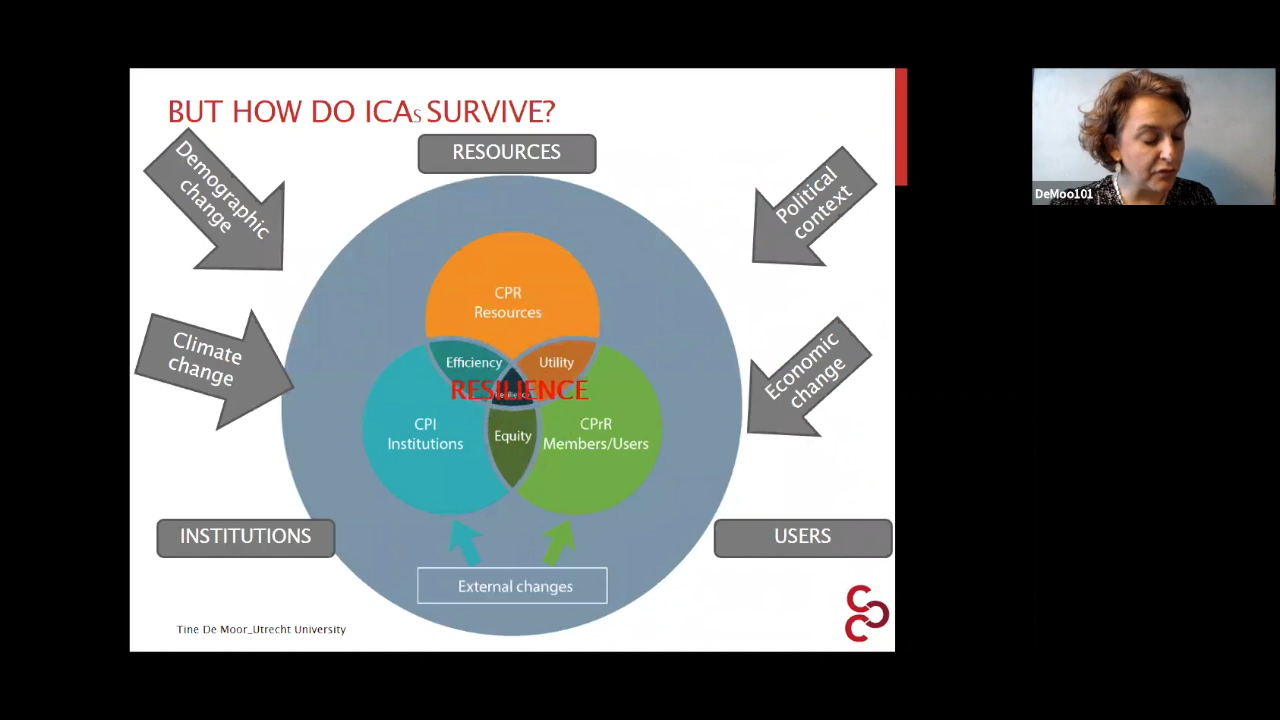 BUT HOW DO ICAs SURVIVE?
RESOURCES
Demographic
change
Political
context
CPR
Resources
Climate
change
Efficiency
Utility
Economic
change
RESILIENCE
CPI
Institutions
Equity
CPrR
Members/Users
INSTITUTIONS
USERS
External changes
Tine De Moor_Utrecht University
DeMoo101